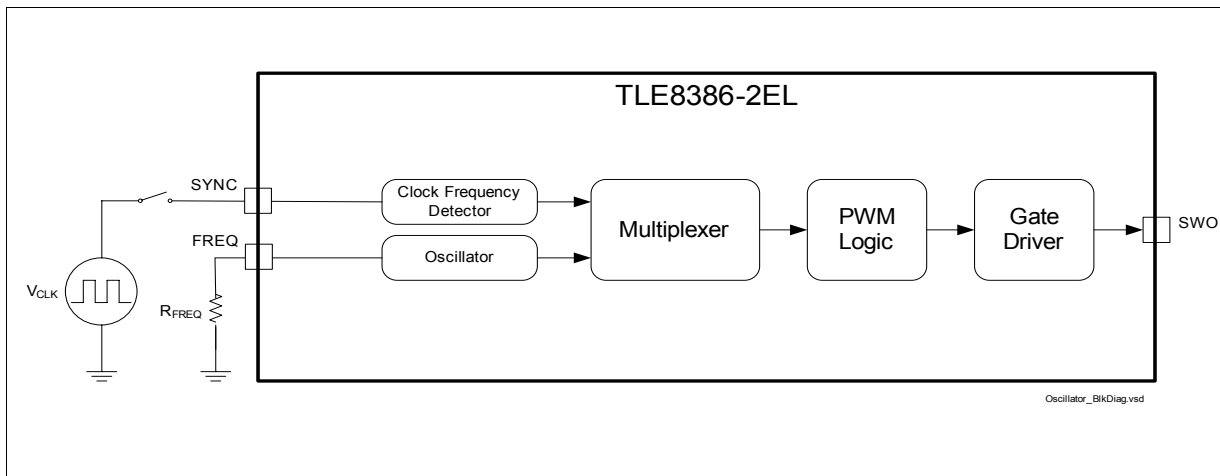 TLE8386-2EL
SYNC
Clock Frequency
Detector
Multiplexer
PWM
Logic
Gate
Driver
SWO
FREQ
Oscillator
VCLK
RFREQ
Oscillator_BlkDiag.vsd